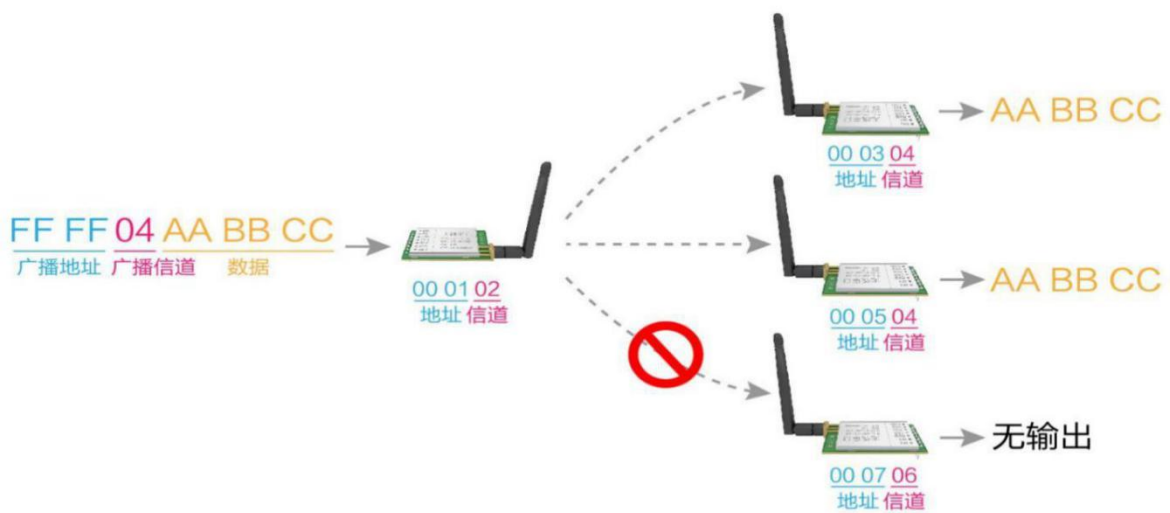 FF FF 04 AA BB CC
广播地址 广播信道 数据
00 01 02
地址 信道
AA BB CC
00 03 04
地址 信道
AA BB CC
00 05 04
地址 信道
无输出
00 07 06
地址 信道